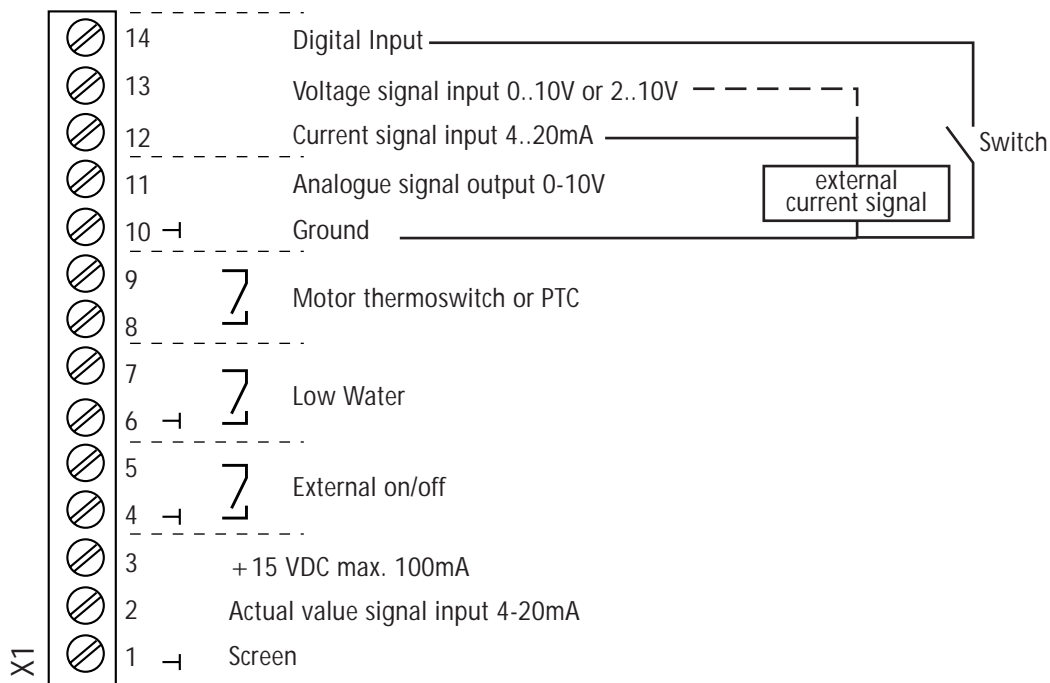 14 Digital Input
13 Voltage signal input 0..10V or 2..10V
12 Current signal input 4..20mA
Switch
11 Analogue signal output 0-10V
external
current signal
10 Ground
9
Motor thermoswitch or PTC
8
7
Low Water
6
5
External on/off
4
3 +15 VDC max. 100mA
2 Actual value signal input 4-20mA
1 Screen
X1